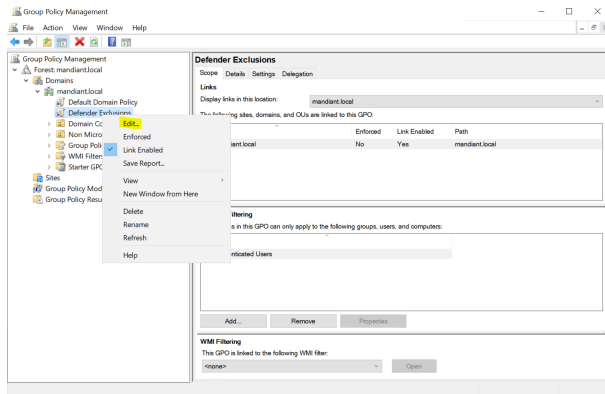 Group Policy Management
File Action View Window Help
Group Policy Management
Forest: mandiant.local
Domains
mandiant.local
Default Domain Policy
Defender Exclusions
Domain Co
Non Micro
Group Poli
WMI Filters
Starter GPO
Sites
Group Policy Mod
Group Policy Resu
Edit...
Enforced
Link Enabled
Save Report...
View
New Window from Here
Delete
Rename
Refresh
Help
Defender Exclusions
Scope Details Settings Delegation
Links
Display links in this location: mandiant.local
The following sites, domains, and OUs are linked to this GPO:
Enforced Link Enabled Path
iant.local No Yes mandiant.local
iltering
s in this GPO can only apply to the following groups, users, and computers:
enticated Users
Add... Remove Properties
WMI Filtering
This GPO is linked to the following WMI filter:
<none> Open